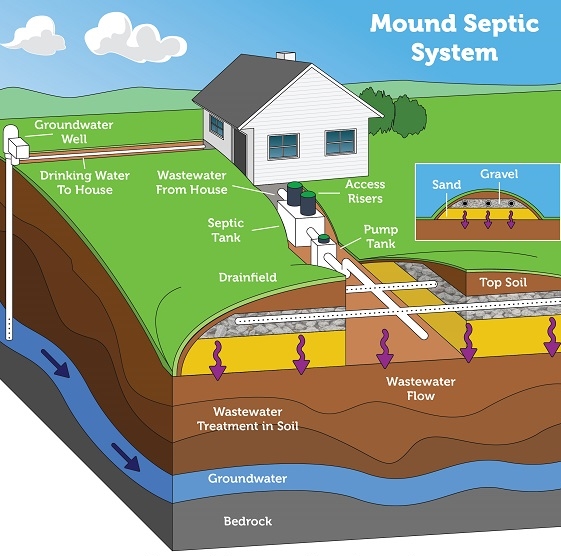 Mound Septic
System
Groundwater
Well
Drinking Water
To House
Wastewater
From House
Access
Risers
Septic
Tank
Pump
Tank
Gravel
Sand
Drainfield
Top Soil
Wastewater
Flow
Wastewater
Treatment in Soil
Groundwater
Bedrock